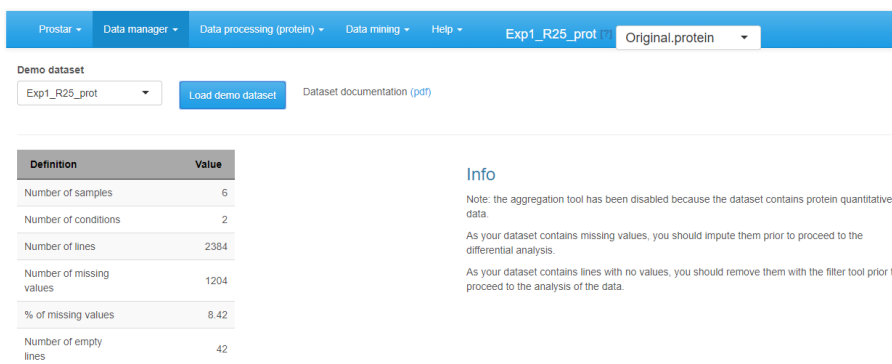 Prostar Data manager Data processing (protein) Data mining Help Exp1_R25_prot [?] Original.protein
Demo dataset
Exp1_R25_prot Load demo dataset Dataset documentation (pdf)
Definition Value
Number of samples 6
Number of conditions 2
Number of lines 2384
Number of missing
values 1204
% of missing values 8.42
Number of empty
lines 42
Info
Note: the aggregation tool has been disabled because the dataset contains protein quantitative
data.
As your dataset contains missing values, you should impute them prior to proceed to the
differential analysis.
As your dataset contains lines with no values, you should remove them with the filter tool prior
proceed to the analysis of the data.